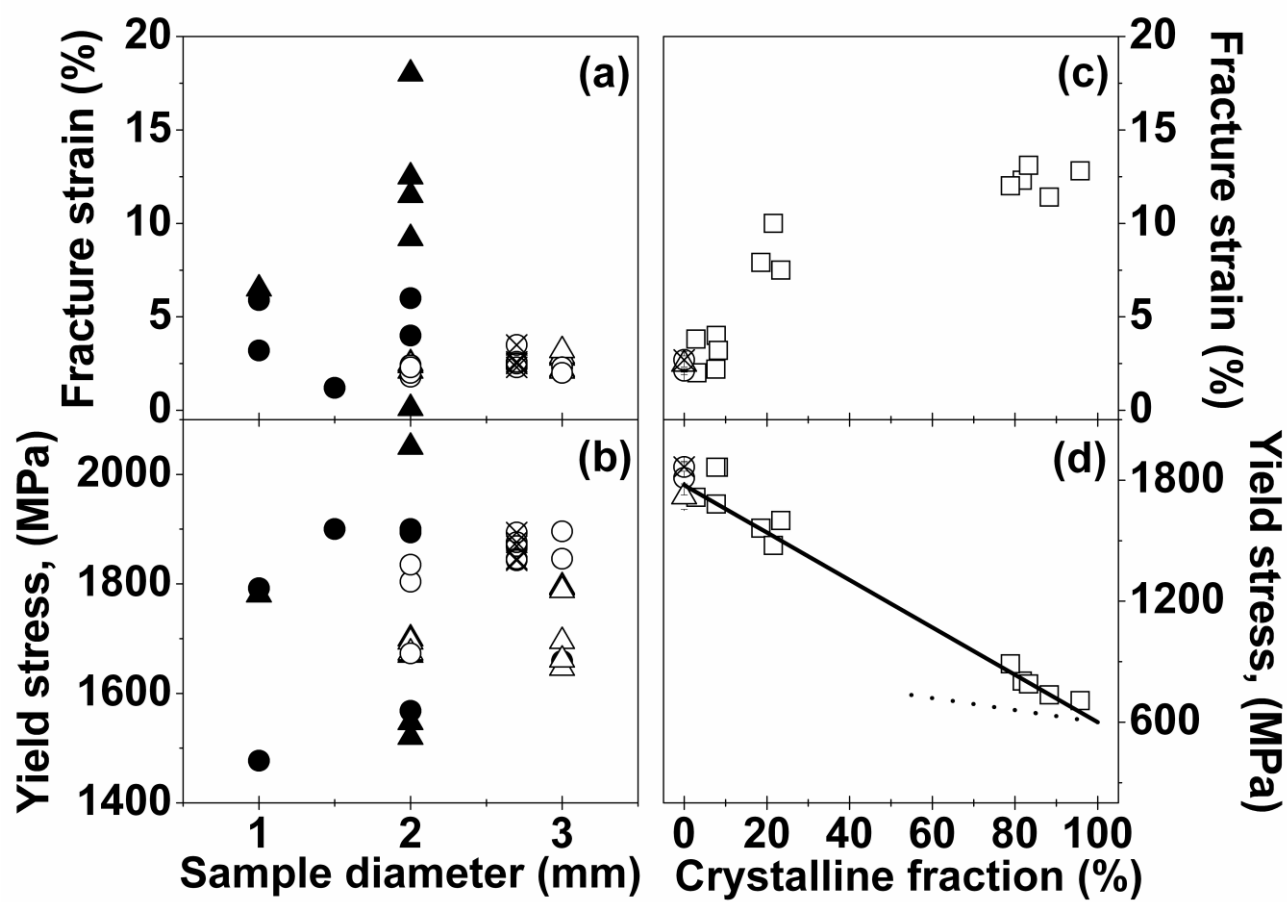 Fracture strain (%)
20
15
10
5
0
(a)
(c)
20
15
10
5
0
Fracture strain (%)
Yield stress, (MPa)
2000
1800
1600
1400
(b)
(d)
1800
1200
600
Yield stress, (MPa)
1 2 3
0 20 40 60 80 100
Sample diameter (mm)
Crystalline fraction (%)